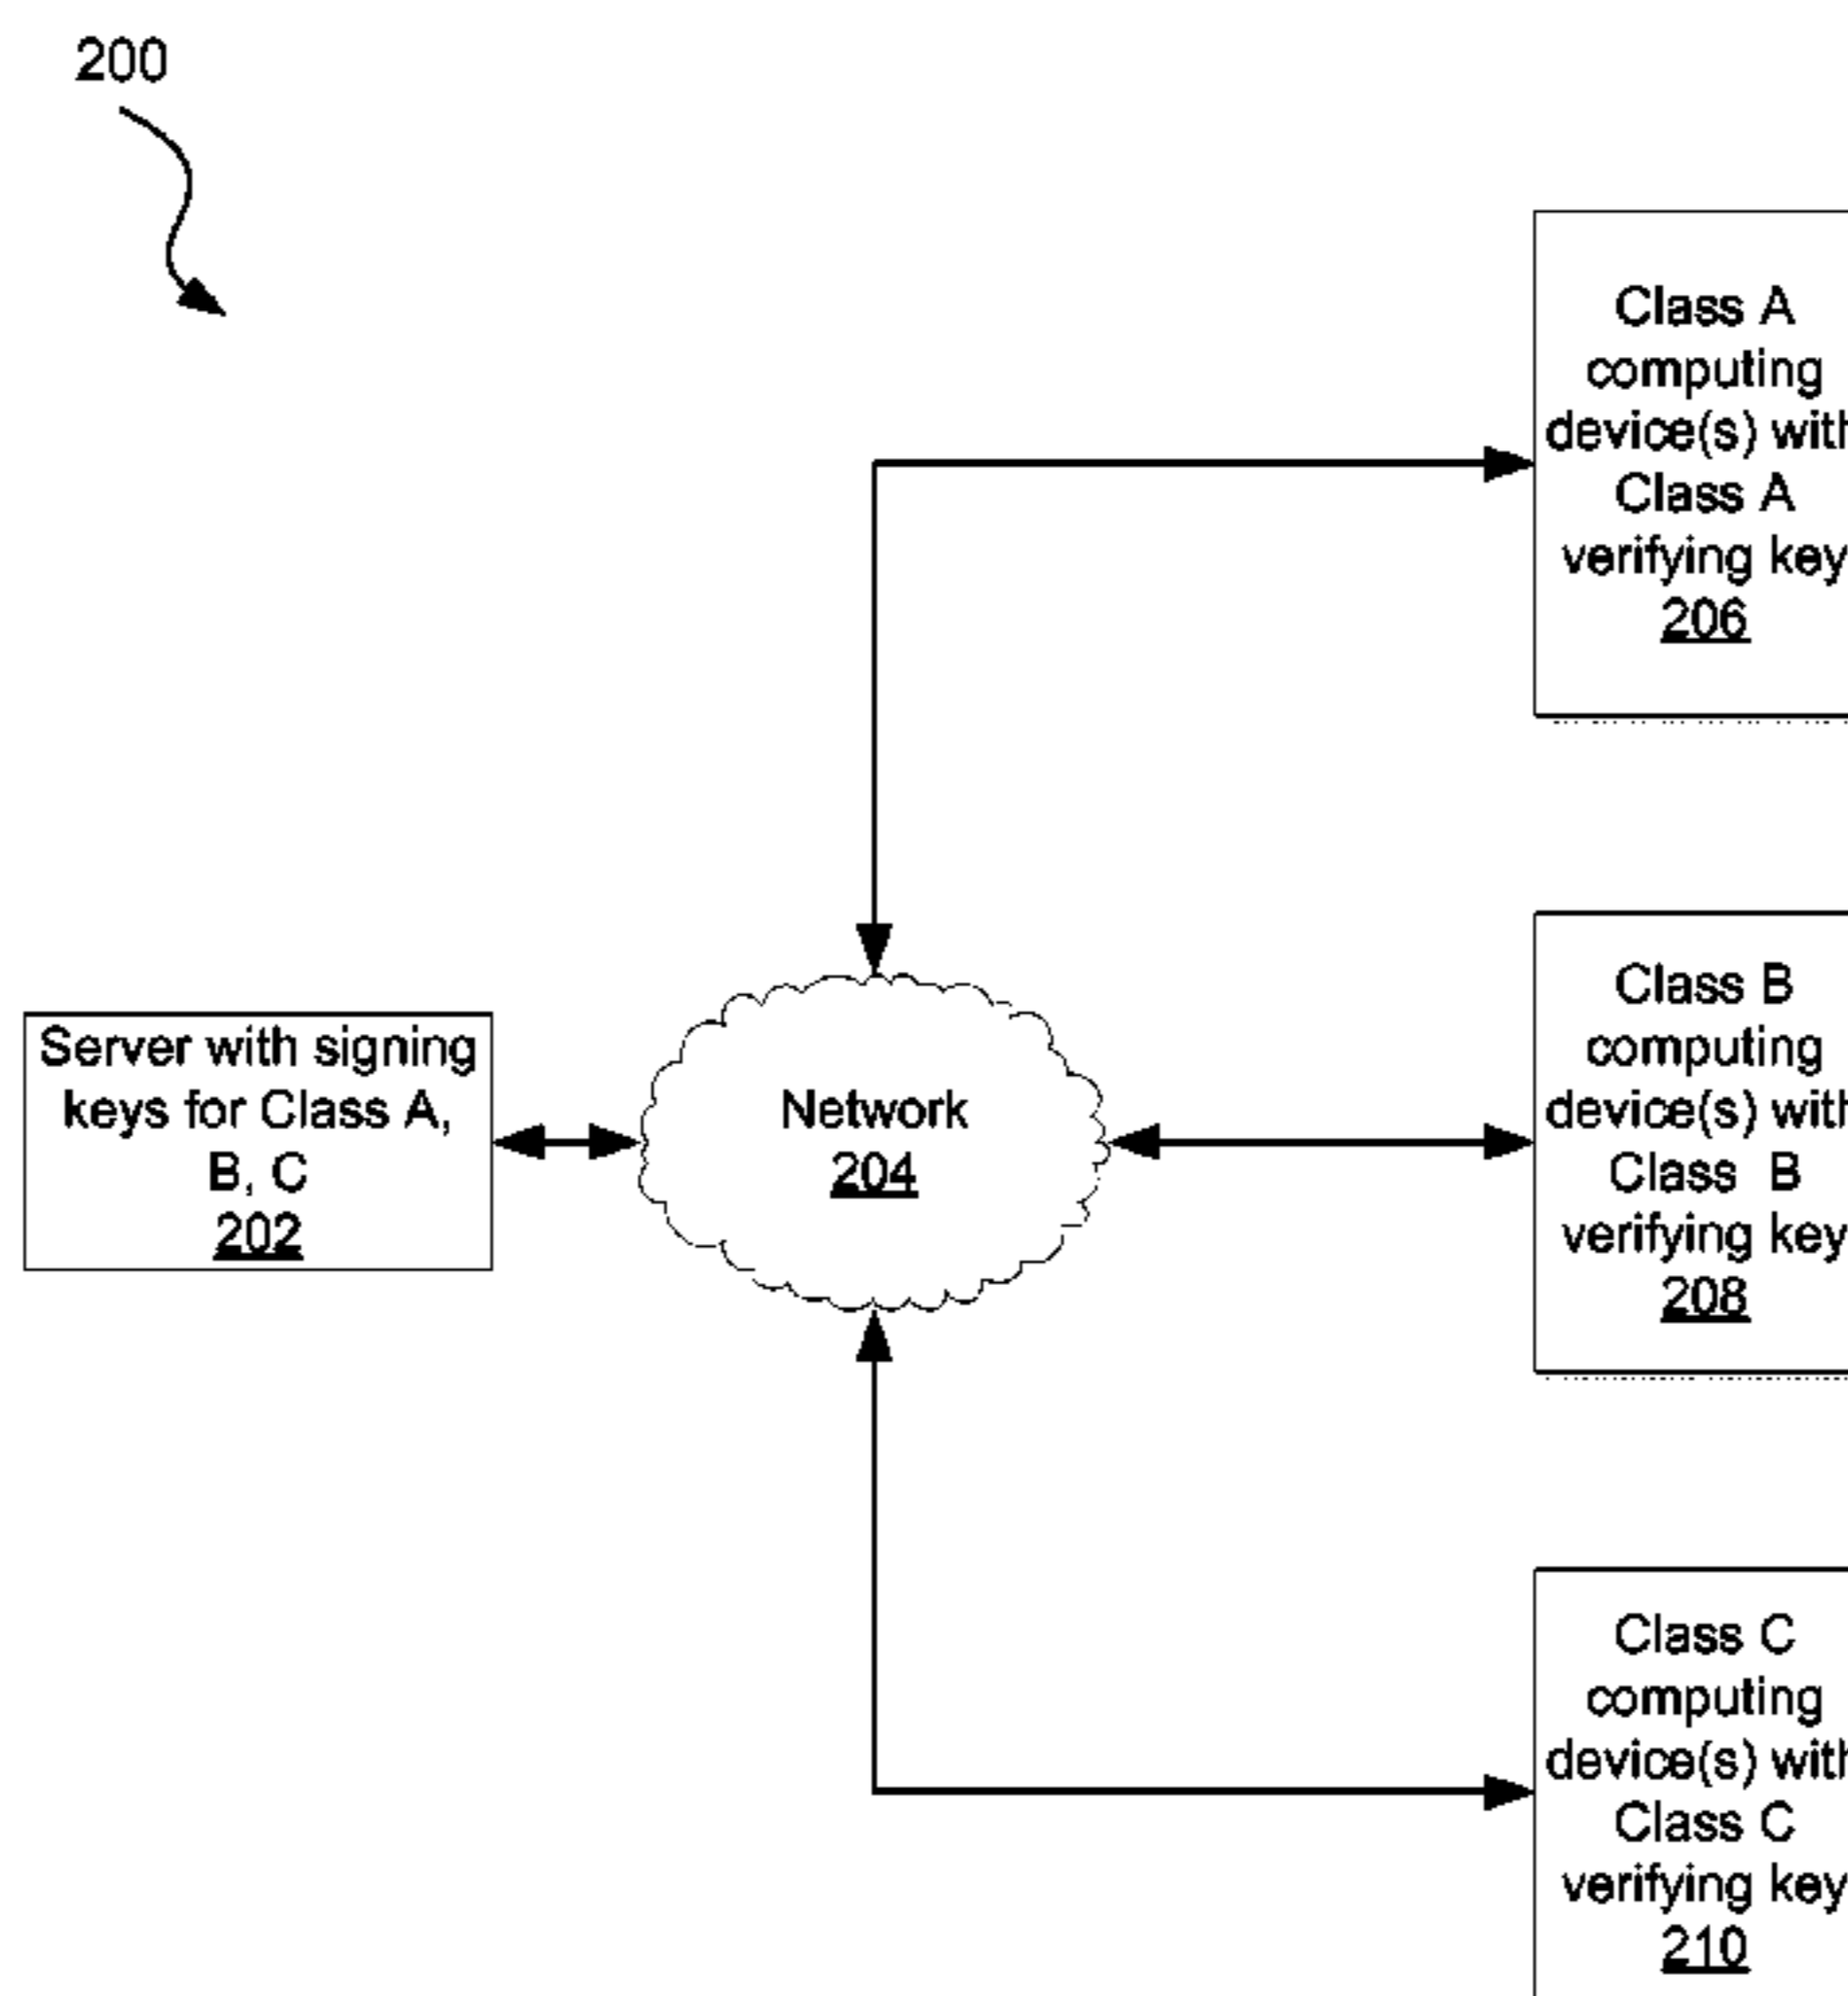 200
Class A
computing
device(s) with
Class A
verifying key
206
Server with signing
keys for Class A,
B, C
202
Network
204
Class B
computing
device(s) with
Class B
verifying key
208
Class C
computing
device(s) with
Class C
verifying key
210